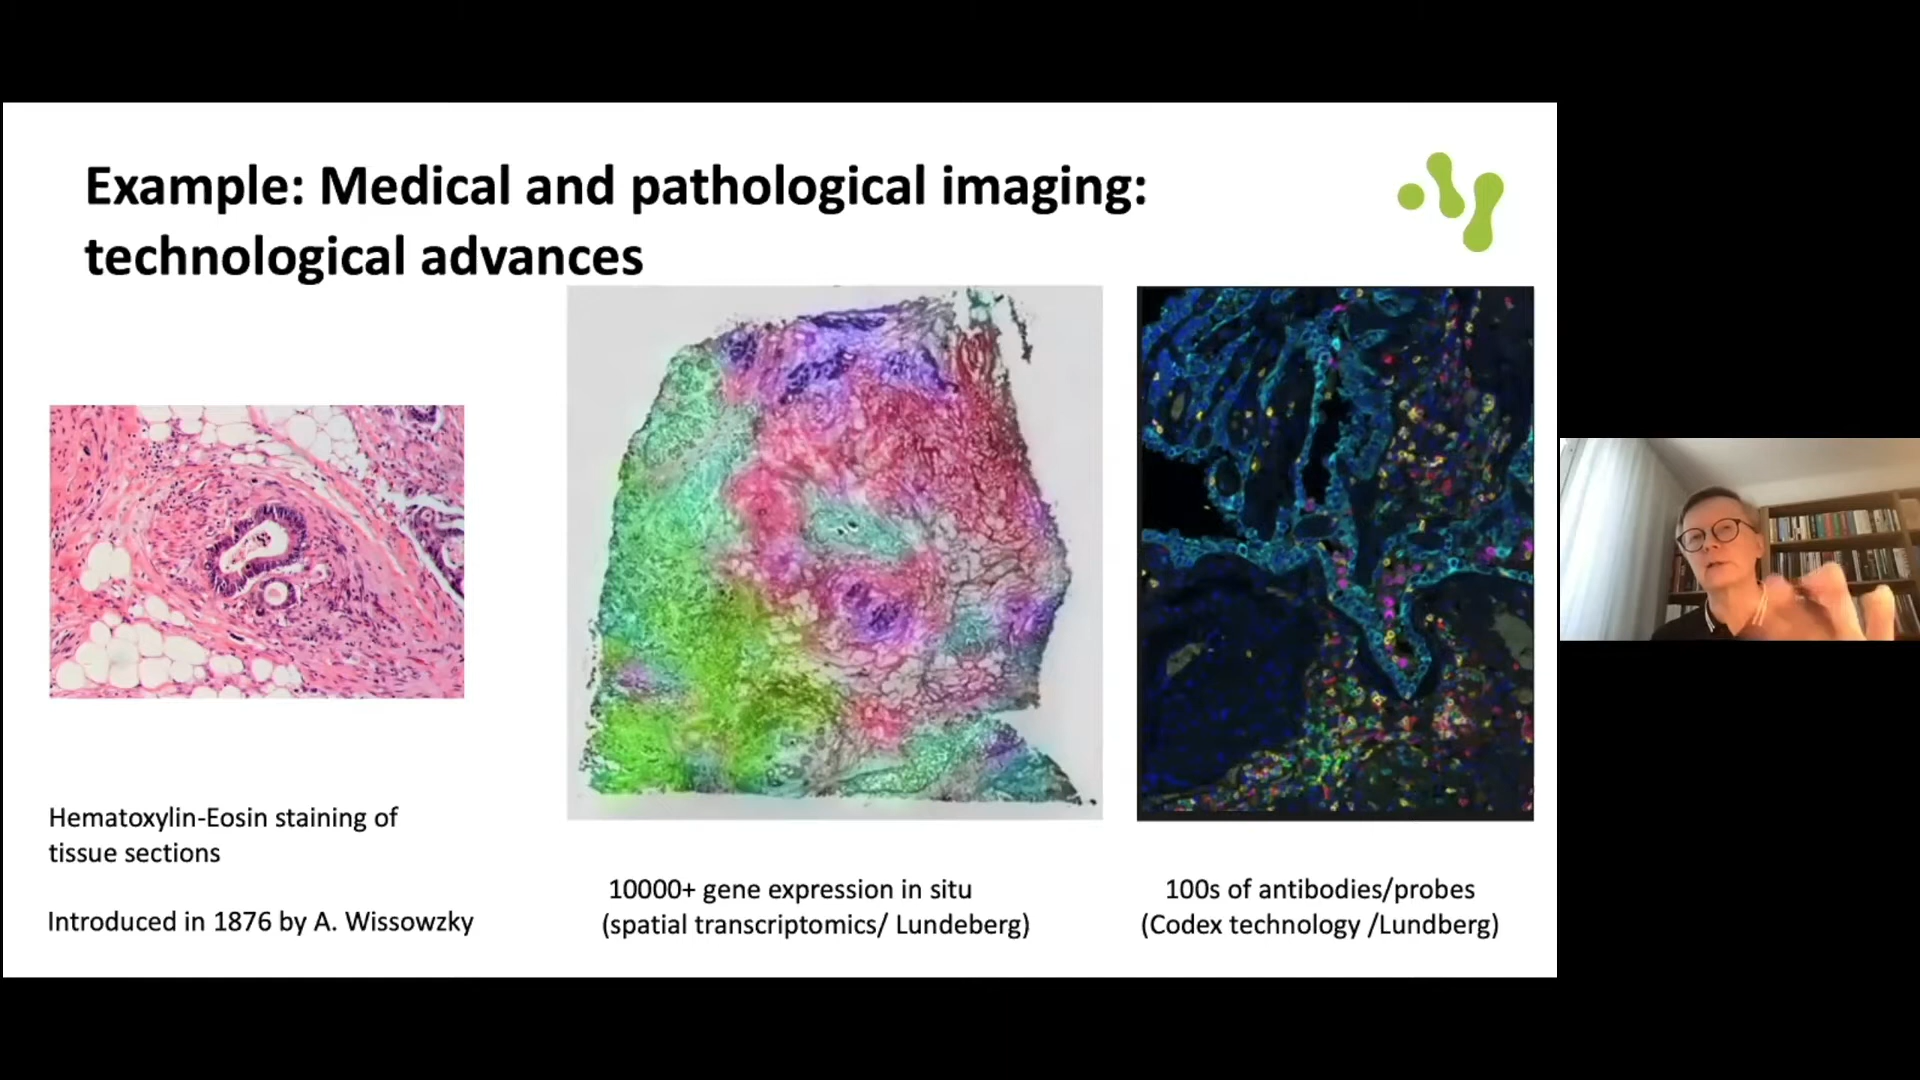 Example: Medical and pathological imaging:
technological advances
Hematoxylin-Eosin staining of
tissue sections
Introduced in 1876 by A. Wissowzky
10000+ gene expression in situ
(spatial transcriptomics/ Lundeberg)
100s of antibodies/probes
(Codex technology /Lundberg)